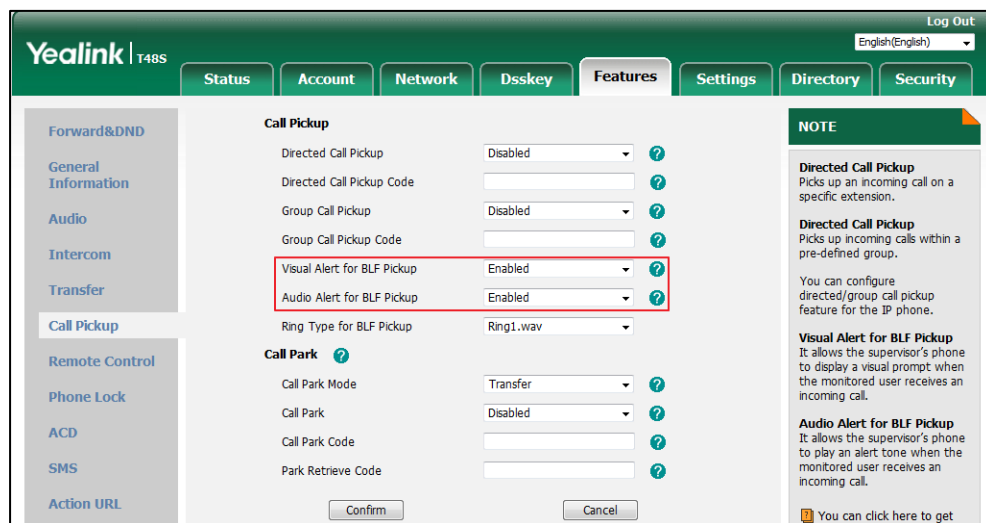 Log Out
Yealink T48S
English(English)
Status Account Network Dsskey Features Settings Directory Security
Forward&DND
General
Information
Audio
Intercom
Transfer
Call Pickup
Remote Control
Phone Lock
ACD
SMS
Action URL
Call Pickup
Directed Call Pickup Disabled ?
Directed Call Pickup Code ?
Group Call Pickup Disabled ?
Group Call Pickup Code ?
Visual Alert for BLF Pickup Enabled ?
Audio Alert for BLF Pickup Enabled ?
Ring Type for BLF Pickup Ring1.wav
Call Park ?
Call Park Mode Transfer ?
Call Park Disabled ?
Call Park Code ?
Park Retrieve Code ?
Confirm Cancel
NOTE
Directed Call Pickup
Picks up an incoming call on a
specific extension.
Directed Call Pickup
Picks up incoming calls within a
pre-defined group.
You can configure
directed/group call pickup
feature for the IP phone.
Visual Alert for BLF Pickup
It allows the supervisor's phone
to display a visual prompt when
the monitored user receives an
incoming call.
Audio Alert for BLF Pickup
It allows the supervisor's phone
to play an alert tone when the
monitored user receives an
incoming call.
? You can click here to get